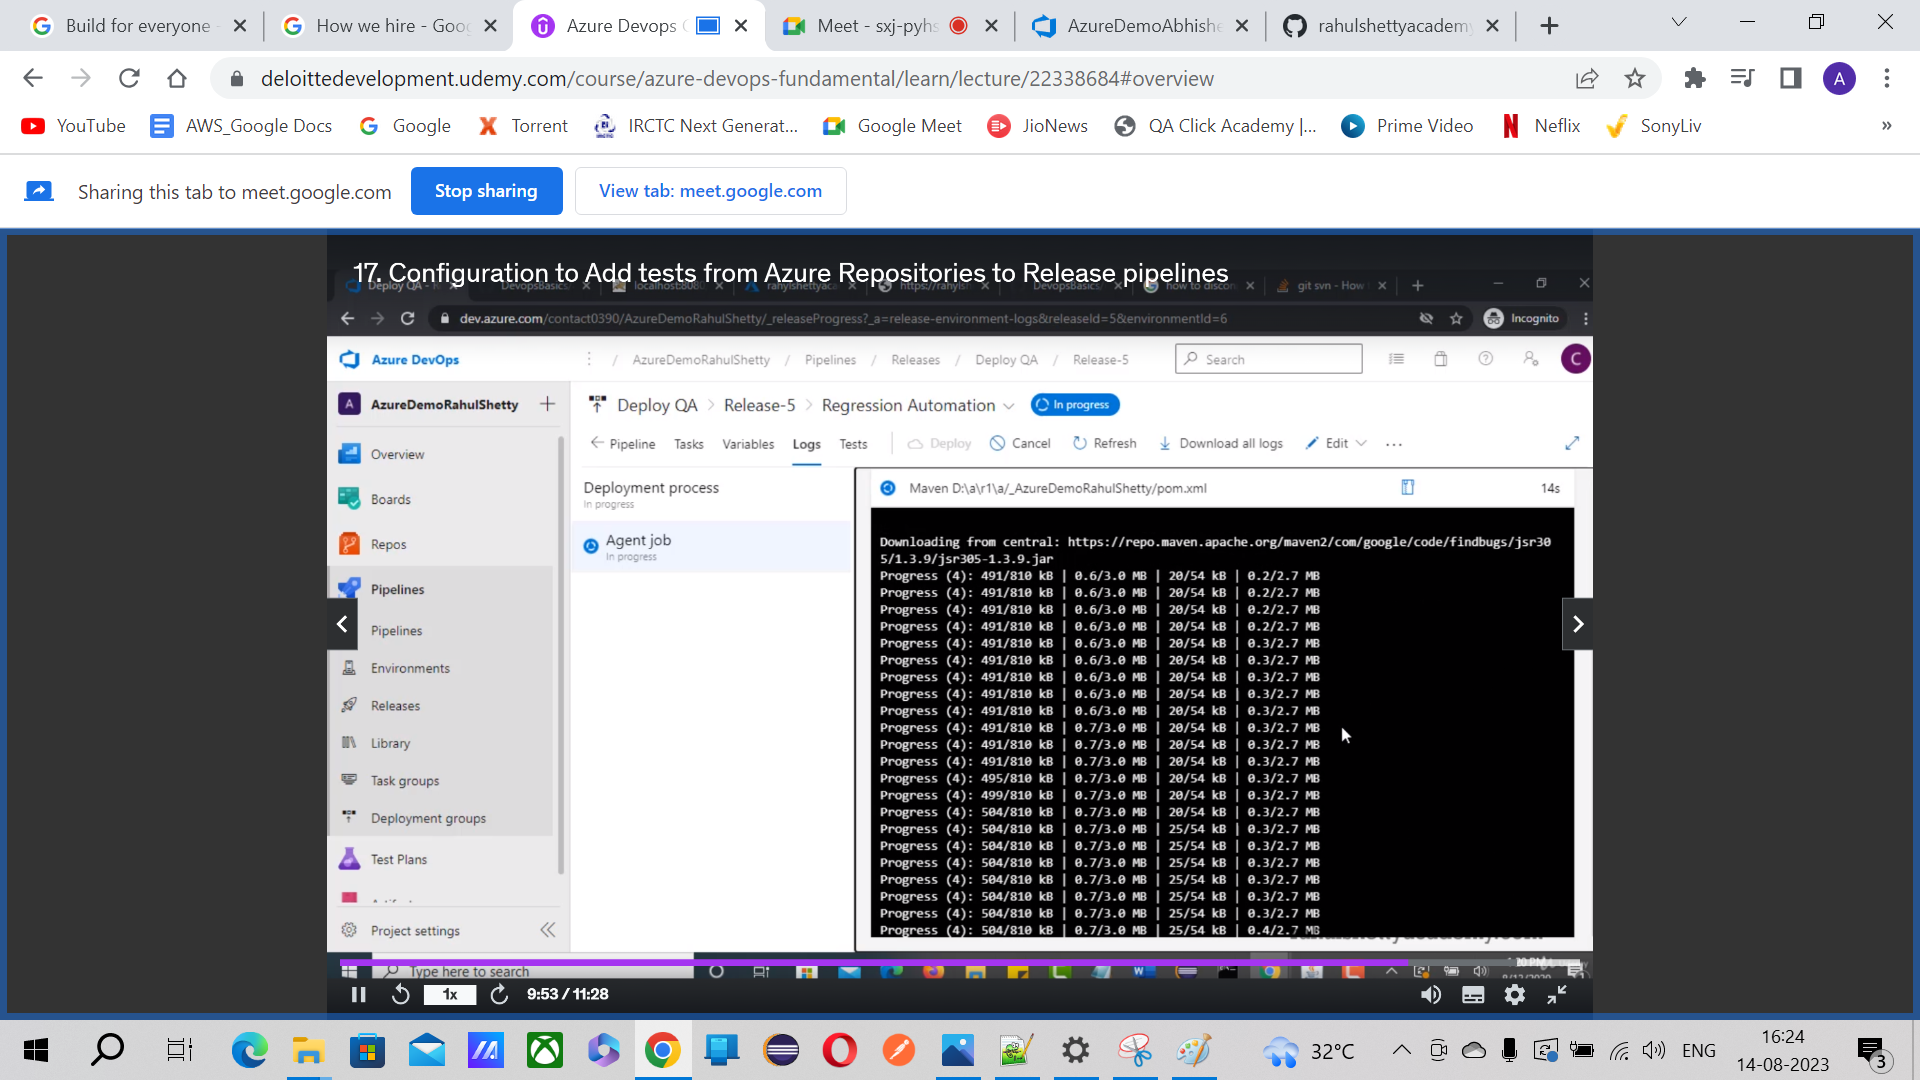 Build for everyone
How we hire - Goog
Azure Devops
Meet - sxj-pyhs
AzureDemoAbhishe
rahulshettyacademy
deloittedevelopment.udemy.com/course/azure-devops-fundamental/learn/lecture/22338684#overview
A
YouTube
AWS_Google Docs
Google
Torrent
IRCTC Next Generat...
Google Meet
JioNews
QA Click Academy |...
Prime Video
Neflix
SonyLiv
»
Sharing this tab to meet.google.com
Stop sharing
View tab: meet.google.com
17. Configuration to Add tests from Azure Repositories to Release pipelines
Deploy QA -
DevopsBasics
localhost:808
rahylshettyaca
https://rahyls
DevopsBasics
how to discon
git svn - How
dev.azure.com/contact0390/AzureDemoRahulShetty/_releaseProgress?_a=release-environment-logs&releaseId=5&environmentId=6
Incognito
Azure DevOps
/ AzureDemoRahulShetty / Pipelines / Releases / Deploy QA / Release-5
Search
C
A AzureDemoRahulShetty +
Deploy QA > Release-5 > Regression Automation
In progress
Pipeline
Tasks
Variables
Logs
Tests
Deploy
Cancel
Refresh
Download all logs
Edit
...
Overview
Boards
Repos
Pipelines
Pipelines
Environments
Releases
Library
Task groups
Deployment groups
Test Plans
Project settings
Deployment process
In progress
Agent job
In progress
Maven D:\a\r1\a/_AzureDemoRahulShetty/pom.xml
14s
Downloading from central: https://repo.maven.apache.org/maven2/com/google/code/findbugs/jsr30
5/1.3.9/jsr305-1.3.9.jar
Progress (4): 491/810 kB | 0.6/3.0 MB | 20/54 kB | 0.2/2.7 MB
Progress (4): 491/810 kB | 0.6/3.0 MB | 20/54 kB | 0.2/2.7 MB
Progress (4): 491/810 kB | 0.6/3.0 MB | 20/54 kB | 0.2/2.7 MB
Progress (4): 491/810 kB | 0.6/3.0 MB | 20/54 kB | 0.2/2.7 MB
Progress (4): 491/810 kB | 0.6/3.0 MB | 20/54 kB | 0.3/2.7 MB
Progress (4): 491/810 kB | 0.6/3.0 MB | 20/54 kB | 0.3/2.7 MB
Progress (4): 491/810 kB | 0.6/3.0 MB | 20/54 kB | 0.3/2.7 MB
Progress (4): 491/810 kB | 0.6/3.0 MB | 20/54 kB | 0.3/2.7 MB
Progress (4): 491/810 kB | 0.6/3.0 MB | 20/54 kB | 0.3/2.7 MB
Progress (4): 491/810 kB | 0.7/3.0 MB | 20/54 kB | 0.3/2.7 MB
Progress (4): 491/810 kB | 0.7/3.0 MB | 20/54 kB | 0.3/2.7 MB
Progress (4): 491/810 kB | 0.7/3.0 MB | 20/54 kB | 0.3/2.7 MB
Progress (4): 495/810 kB | 0.7/3.0 MB | 20/54 kB | 0.3/2.7 MB
Progress (4): 499/810 kB | 0.7/3.0 MB | 20/54 kB | 0.3/2.7 MB
Progress (4): 504/810 kB | 0.7/3.0 MB | 20/54 kB | 0.3/2.7 MB
Progress (4): 504/810 kB | 0.7/3.0 MB | 25/54 kB | 0.3/2.7 MB
Progress (4): 504/810 kB | 0.7/3.0 MB | 25/54 kB | 0.3/2.7 MB
Progress (4): 504/810 kB | 0.7/3.0 MB | 25/54 kB | 0.3/2.7 MB
Progress (4): 504/810 kB | 0.7/3.0 MB | 25/54 kB | 0.3/2.7 MB
Progress (4): 504/810 kB | 0.7/3.0 MB | 25/54 kB | 0.3/2.7 MB
Progress (4): 504/810 kB | 0.7/3.0 MB | 25/54 kB | 0.3/2.7 MB
Progress (4): 504/810 kB | 0.7/3.0 MB | 25/54 kB | 0.4/2.7 MB
Type here to search
1x
9:53 / 11:28
32°C
ENG
16:24
14-08-2023
3